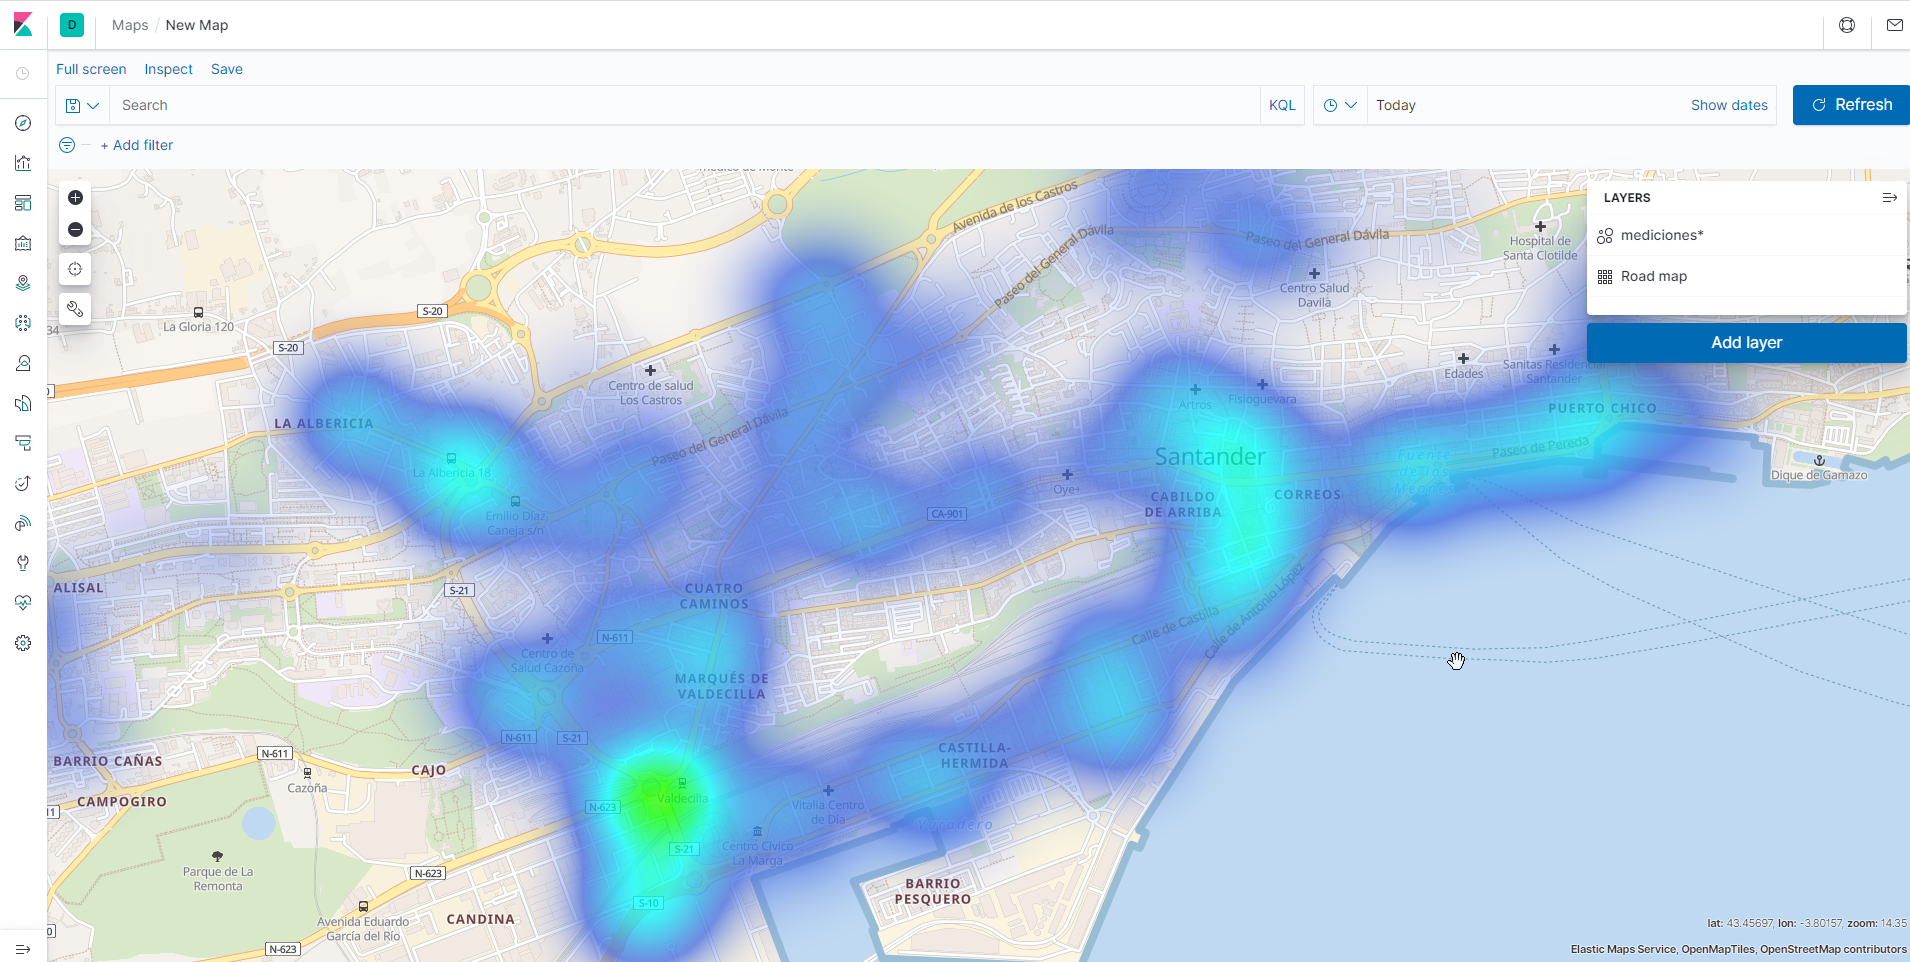 D
Maps / New Map
Full screen Inspect Save
Search
KQL
Today
Show dates
Refresh
+ Add filter
LAYERS
mediciones*
Road map
Add layer
Avenida de los Castros
Paseo del General Dávila
Paseo del General Dávila
Hospital de
Santa Clotilde
Centro Salud
Davila
La Gloria 120
34
S-20
S-20
Centro de salud
Los Castros
Edades
Sanitas Residencial
Santander
Artros
Fisioguevara
LA ALBERICIA
Paseo del General Dávila
PUERTO CHICO
Paseo de Pereda
La Albericia 18
Santander
Fuente
de los
Dique de Gamazo
Oye+
CABILDO
DE ARRIBA
CORREOS
Emilio Díaz
Caneja s/n
CA-901
ALISAL
S-21
CUATRO
CAMINOS
Calle de Antonio López
Calle de Castilla
N-611
Centro de
Salud Cazoña
MARQUÉS DE
VALDECILLA
N-611
S-21
N-611
BARRIO CAÑAS
CAJO
Cazoña
CASTILLA-
HERMIDA
CAMPOGIRO
11
N-623
Valdecilla
Vitalia Centro
de Día
Varadero
S-21
Centro Cívico
La Marga
Parque de La
Remonta
N-623
BARRIO
PESQUERO
S-10
Avenida Eduardo
García del Río
CANDINA
N-623
lat: 43.45697, lon: -3.80157, zoom: 14.35
Elastic Maps Service, OpenMapTiles, OpenStreetMap contributors